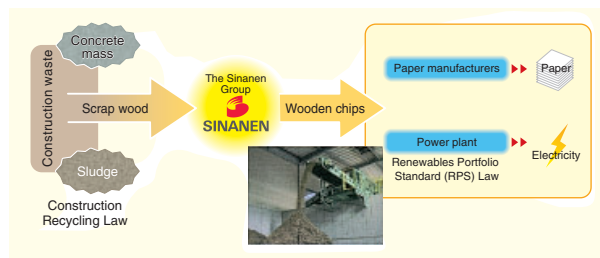 Concrete
mass
Construction waste
Scrap wood
Sludge
Construction
Recycling Law
The Sinanen
Group
SINANEN
Wooden chips
Paper manufacturers
Paper
Power plant
Renewables Portfolio
Standard (RPS) Law
Electricity